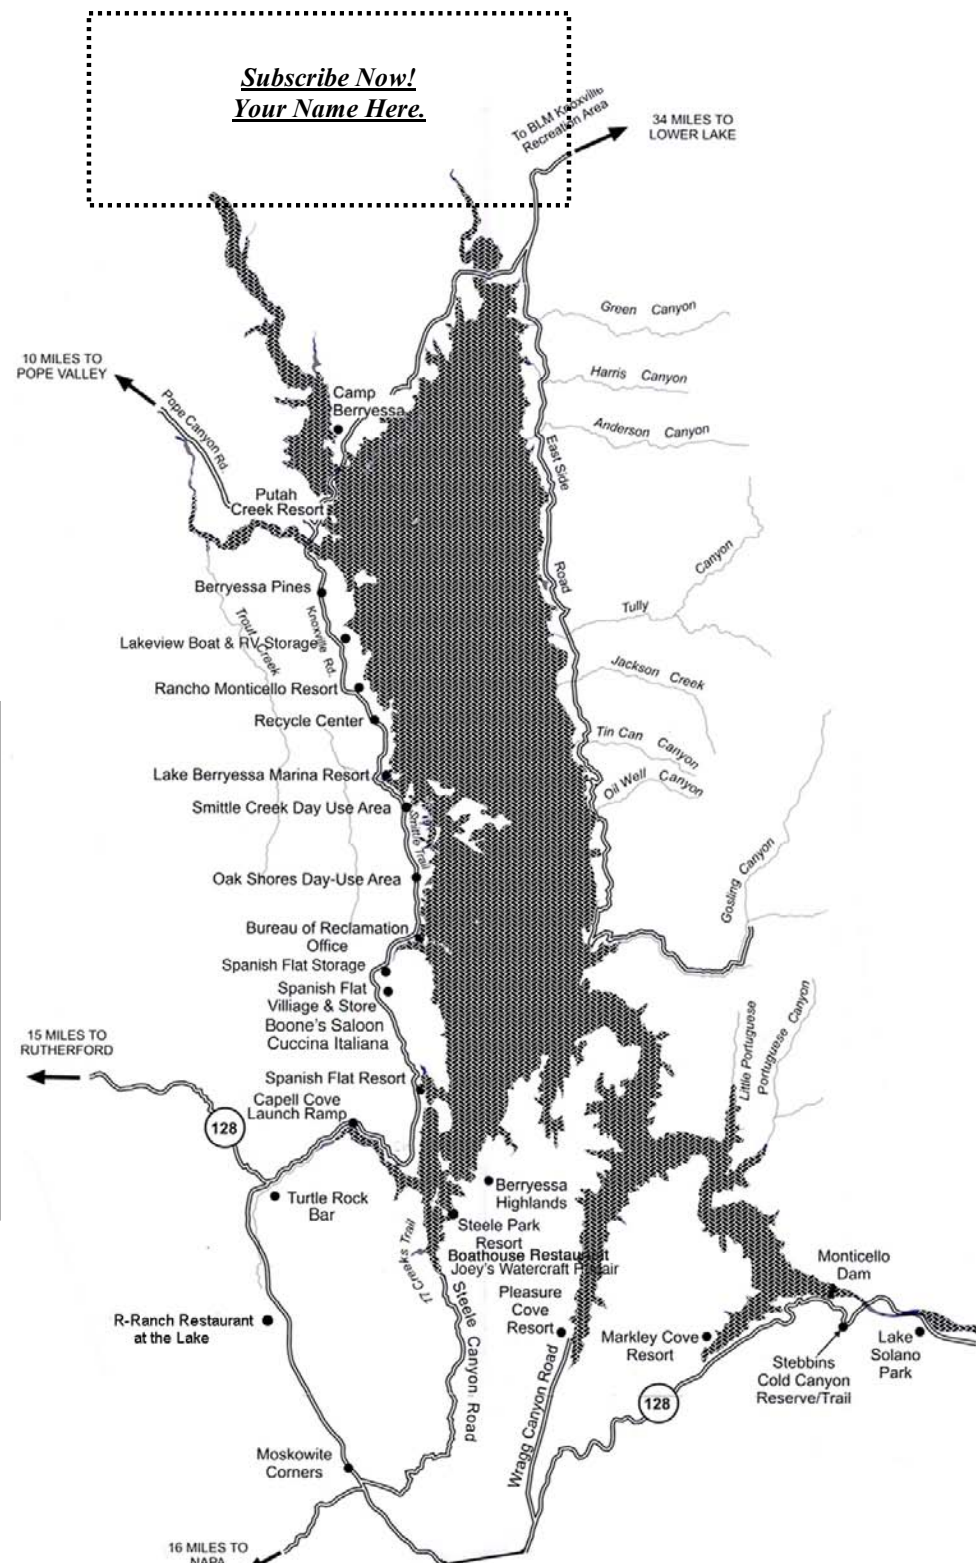 Subscribe Now!
Your Name Here.
To BLM Knoxville
Recreation Area
34 MILES TO
LOWER LAKE
Green Canyon
10 MILES TO
POPE VALLEY
Harris Canyon
Camp
Berryessa
Pope Canyon Rd.
Anderson Canyon
East Side
Putah
Creek Resort
Canyon
Road
Berryessa Pines
Tully
Knoxville Rd.
Trout Creek
Lakeview Boat & RV Storage
Jackson Creek
Rancho Monticello Resort
Recycle Center
Tin Can Canyon
Lake Berryessa Marina Resort
Oil Well Canyon
Smittle Creek Day Use Area
Smittle Trail
Oak Shores Day-Use Area
Gosling Canyon
Bureau of Reclamation
Office
Spanish Flat Storage
Spanish Flat
Villiage & Store
Boone's Saloon
Cuccina Italiana
Little Portuguese
Portuguese Canyon
15 MILES TO
RUTHERFORD
Spanish Flat Resort
Capell Cove
Launch Ramp
128
Berryessa
Highlands
Turtle Rock
Bar
Steele Park
Resort
Boathouse Restaurant
Joey's Watercraft Repair
17 Creeks Trail
Monticello
Dam
Steele Canyon Road
Pleasure
Cove
Resort
R-Ranch Restaurant
at the Lake
Markley Cove
Resort
Lake
Solano
Park
Stebbins
Cold Canyon
Reserve/Trail
Wragg Canyon Road
128
Moskowite
Corners
16 MILES TO
NAPA